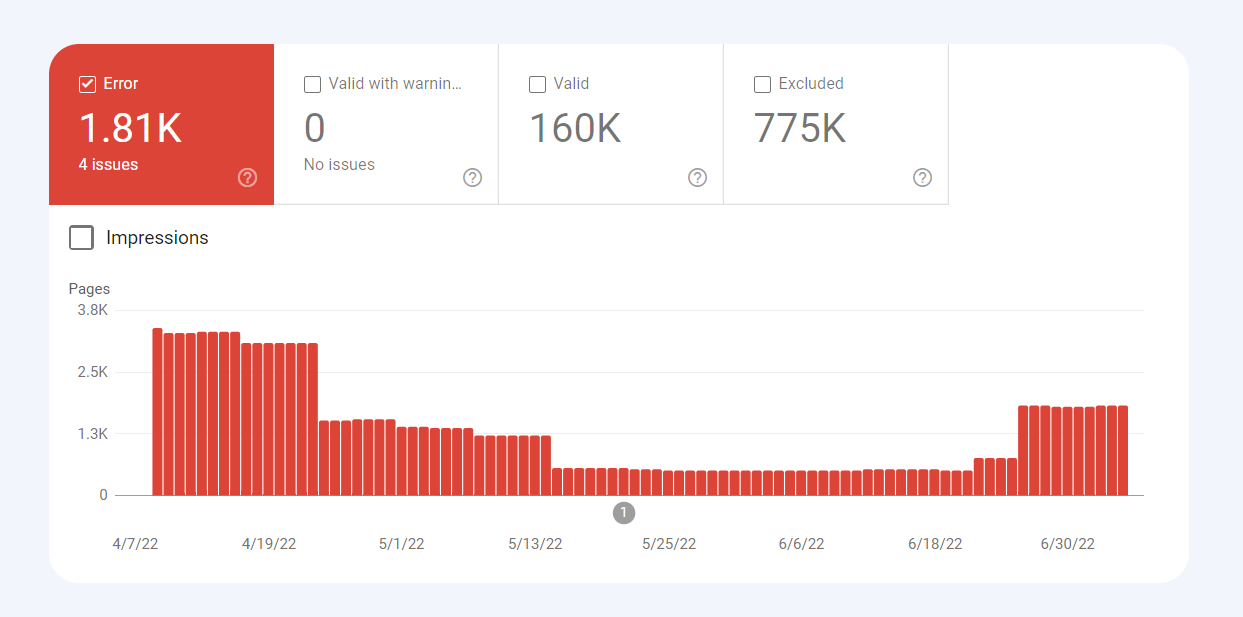 Error
1.81K
4 issues
Valid with warnin...
0
No issues
Valid
160K
Excluded
775K
Impressions
Pages
3.8K
2.5K
1.3K
0
1
4/7/22 4/19/22 5/1/22 5/13/22 5/25/22 6/6/22 6/18/22 6/30/22